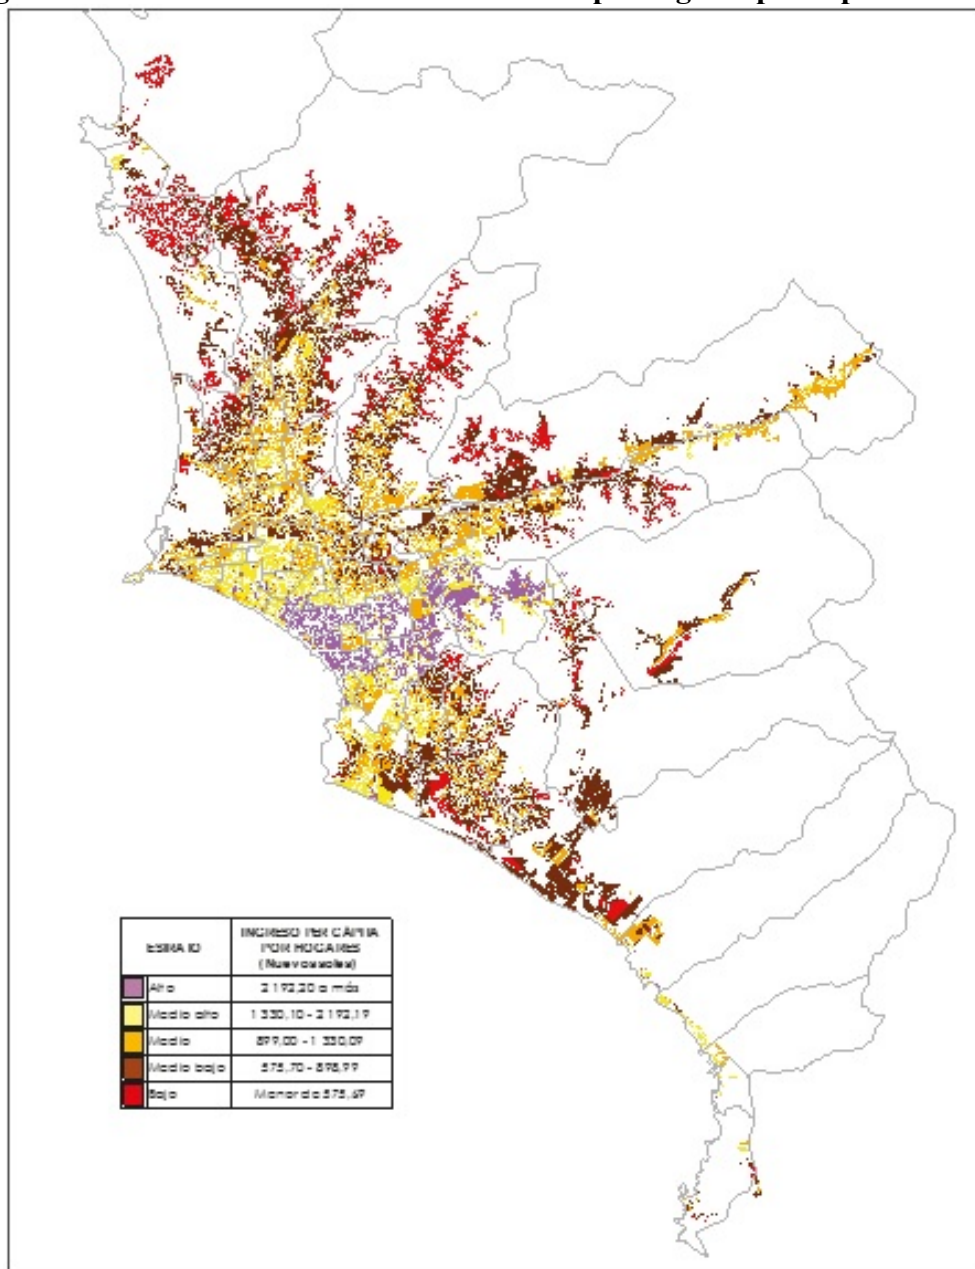 ESTRATO
INGRESO PER CÁPITA
POR HOGARES
(Nuevos soles)
Alto 2 192,20 a más
Medio alto 1 330,10 - 2 192,19
Medio 899,00 - 1 330,09
Medio bajo 575,70 - 898,99
Bajo Menor de 575,69